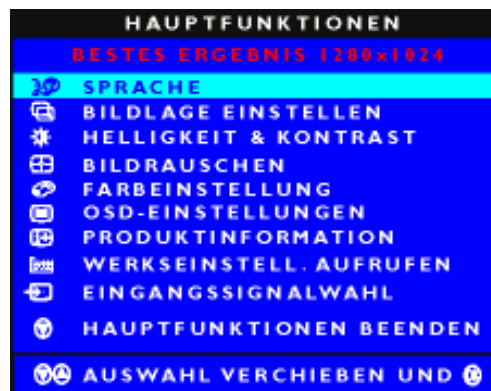 HAUPTFUNKTIONEN
BESTES ERGEBNIS 1280x1024
SPRACHE
BILDLAGE EINSTELLEN
HELLIGKEIT & KONTRAST
BILDRAUSCHEN
FARBEINSTELLUNG
OSD-EINSTELLUNGEN
PRODUKTINFORMATION
WERKSEINSTELL. AUFRUFEN
EINGANGSSIGNALWAHL
HAUPTFUNKTIONEN BEENDEN
AUSWAHL VERCHIEBEN UND